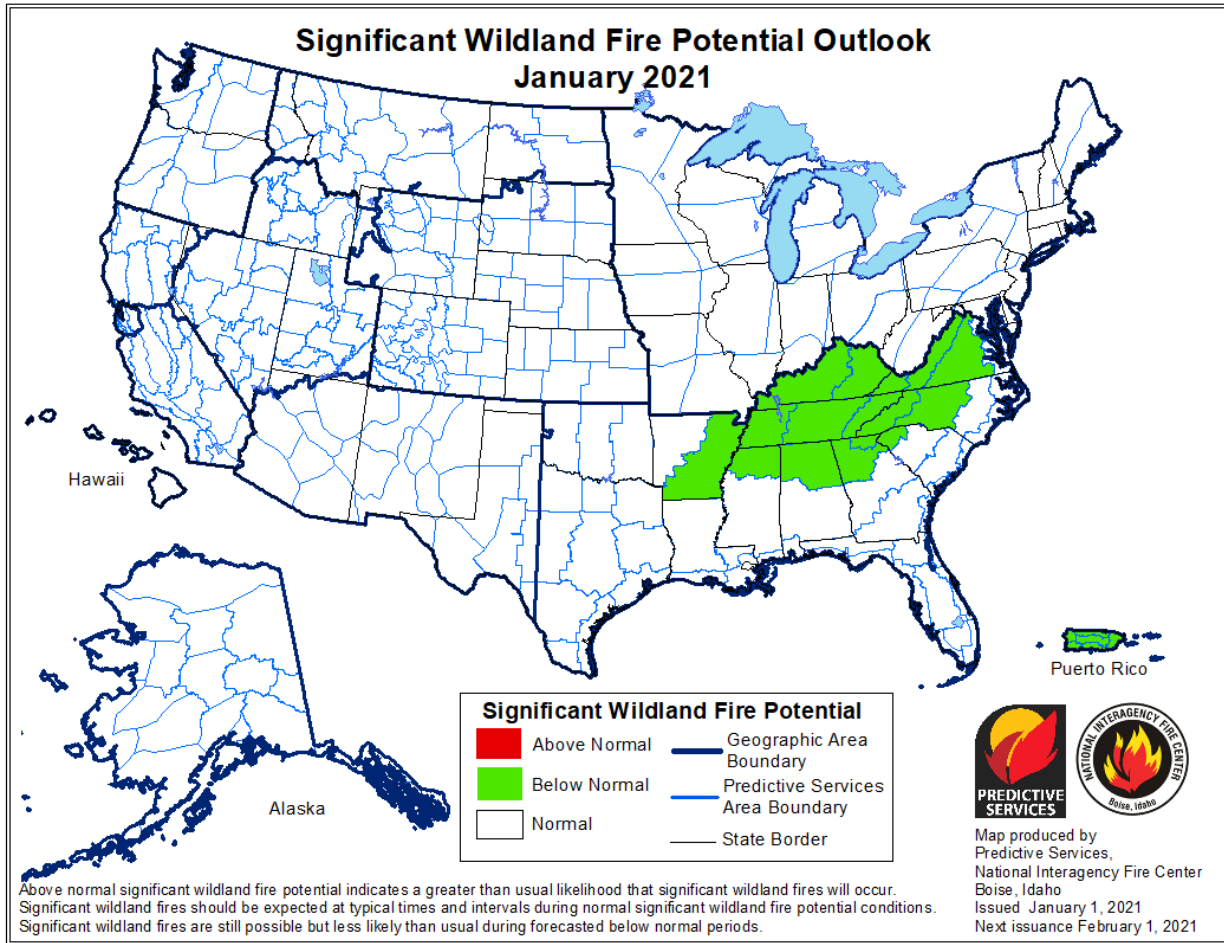 Significant Wildland Fire Potential Outlook
January 2021
Hawaii
Alaska
Puerto Rico
Significant Wildland Fire Potential
Above Normal
Below Normal
Normal
Geographic Area
Boundary
Predictive Services
Area Boundary
State Border
PREDICTIVE
SERVICES
NATIONAL INTERAGENCY FIRE CENTER
Boise, Idaho
Map produced by
Predictive Services,
National Interagency Fire Center
Boise, Idaho
Issued January 1, 2021
Next issuance February 1, 2021
Above normal significant wildland fire potential indicates a greater than usual likelihood that significant wildland fires will occur.
Significant wildland fires should be expected at typical times and intervals during normal significant wildland fire potential conditions.
Significant wildland fires are still possible but less likely than usual during forecasted below normal periods.